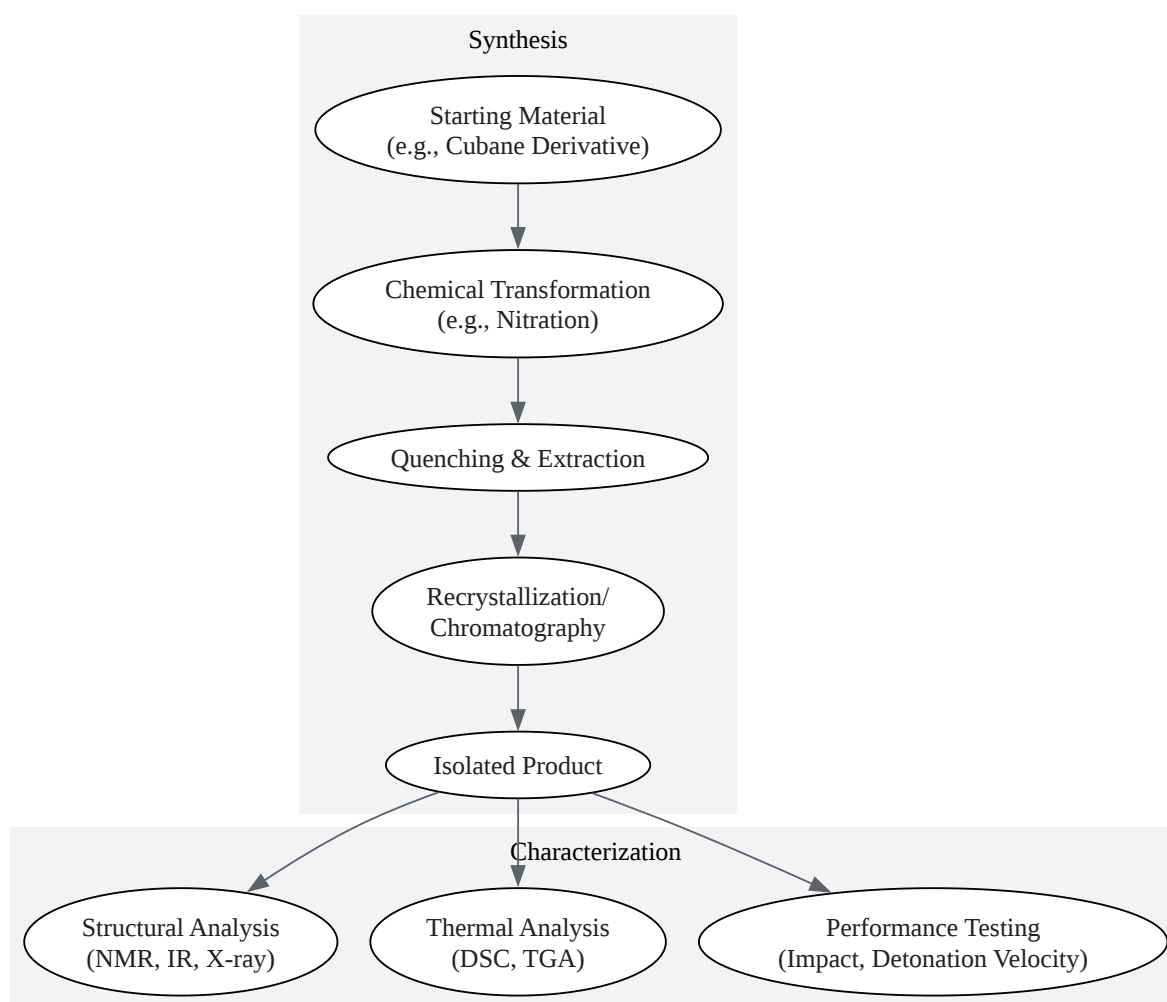 Synthesis
Starting Material
(e.g., Cubane Derivative)
Chemical Transformation
(e.g., Nitration)
Quenching & Extraction
Recrystallization/
Chromatography
Isolated Product
Characterization
Structural Analysis
(NMR, IR, X-ray)
Thermal Analysis
(DSC, TGA)
Performance Testing
(Impact, Detonation Velocity)